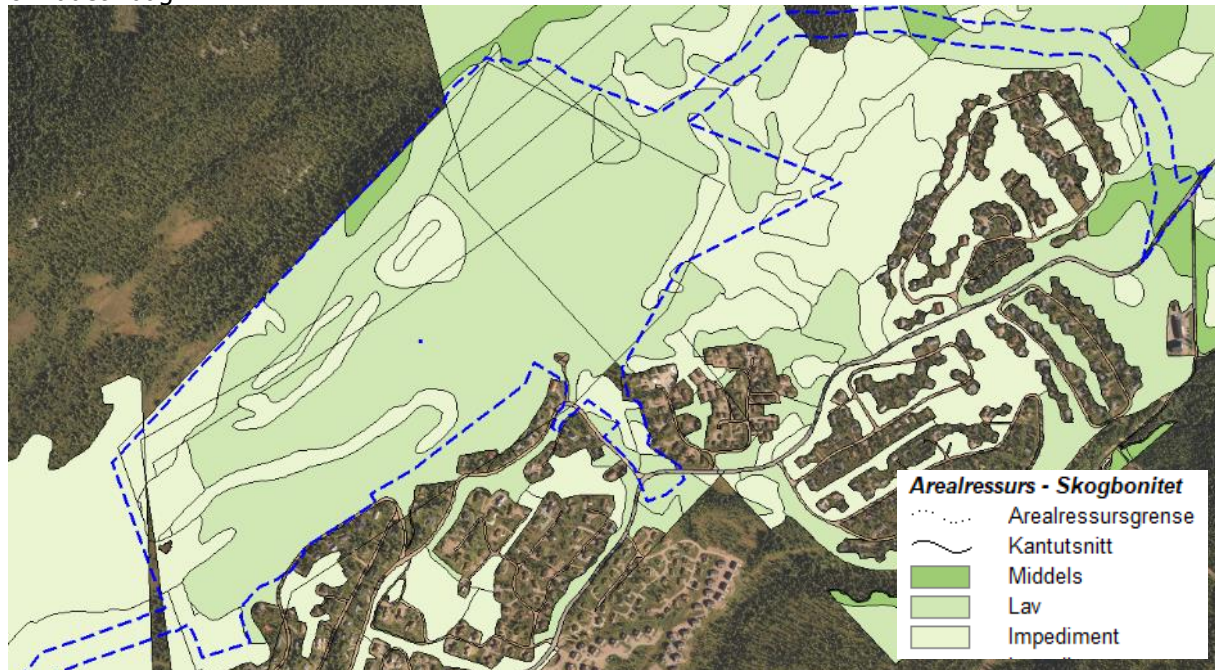 Arealressurs - Skogbonitet
Arealressursgrense
Kantutsnitt
Middels
Lav
Impediment